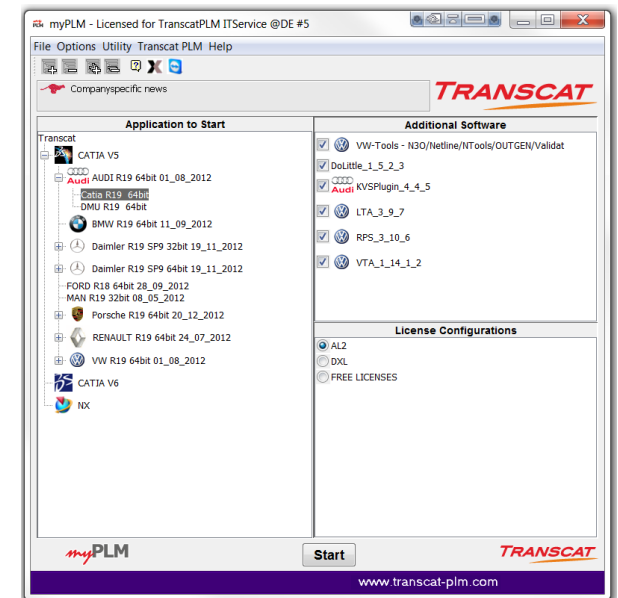 myPLM - Licensed for TranscatPLM ITService @DE #5
File Options Utility Transcat PLM Help
Companyspecific news
TRANSCAT
Application to Start
Transcat
CATIA V5
Audi AUDI R19 64bit 01_08_2012
Catia R19 64bit
DMU R19 64bit
BMW R19 64bit 11_09_2012
Daimler R19 SP9 32bit 19_11_2012
Daimler R19 SP9 64bit 19_11_2012
FORD R18 64bit 28_09_2012
MAN R19 32bit 08_05_2012
Porsche R19 64bit 20_12_2012
RENAULT R19 64bit 24_07_2012
VW R19 64bit 01_08_2012
CATIA V6
NX
Additional Software
VW-Tools - N3O/Netline/NTools/OUTGEN/Validat
DoLittle_1_5_2_3
Audi KVSPlugin_4_4_5
LTA_3_9_7
RPS_3_10_6
VTA_1_14_1_2
License Configurations
AL2
DXL
FREE LICENSES
myPLM
Start
TRANSCAT
www.transcat-plm.com